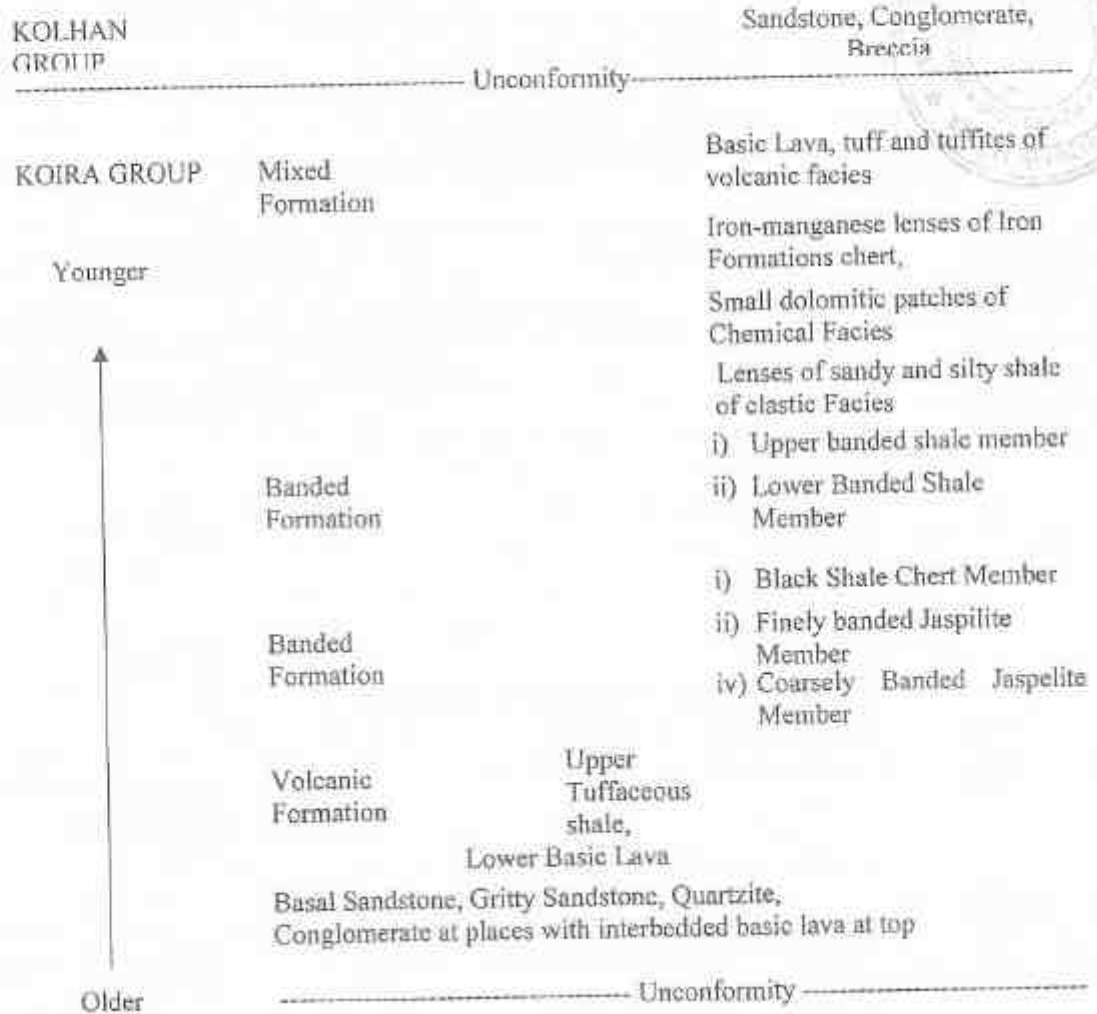 KOLHAN
GROUP
Sandstone, Conglomerate,
Breccia
Unconformity
KOIRA GROUP
Mixed
Formation
Basic Lava, tuff and tuffites of
volcanic facies
Iron-manganese lenses of Iron
Formations chert,
Younger
Small dolomitic patches of
Chemical Facies
Lenses of sandy and silty shale
of clastic Facies
Banded
Formation
i) Upper banded shale member
ii) Lower Banded Shale
Member
Banded
Formation
i) Black Shale Chert Member
ii) Finely banded Jaspilite
Member
iv) Coarsely Banded Jaspelite
Member
Volcanic
Formation
Upper
Tuffaceous
shale,
Lower Basic Lava
Basal Sandstone, Gritty Sandstone, Quartzite,
Conglomerate at places with interbedded basic lava at top
Older
Unconformity